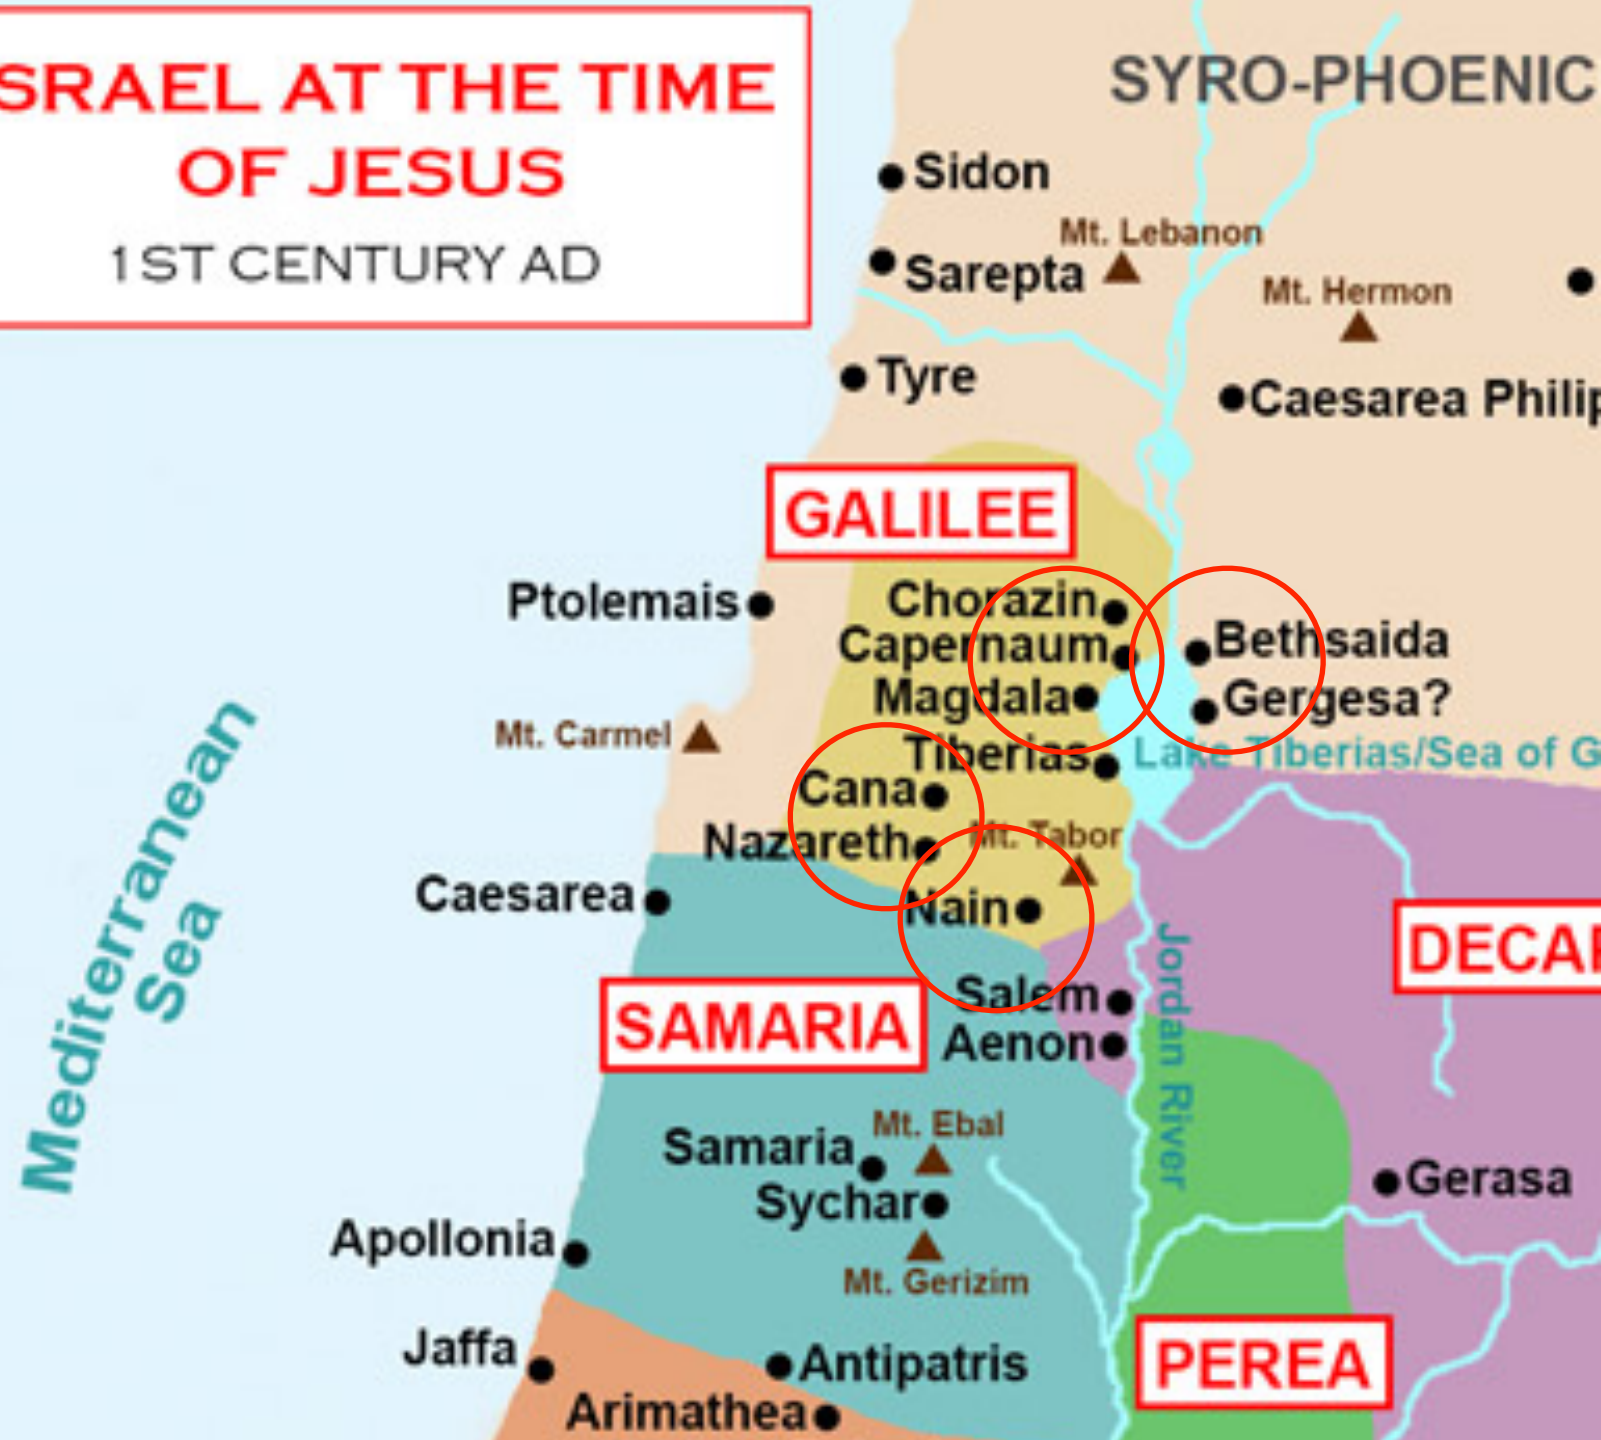 SRAEL AT THE TIME
OF JESUS
1ST CENTURY AD
SYRO-PHOENIC
Sidon
Mt. Lebanon
Sarepta
Mt. Hermon
Tyre
Caesarea Philip
GALILEE
Ptolemais
Chorazin
Capernaum
Bethsaida
Magdala
Gergesa?
Mt. Carmel
Tiberias
Lake Tiberias/Sea of G
Cana
Nazareth
Mt. Tabor
Mediterranean
Sea
Caesarea
Nain
DECAP
Jordan River
Salem
SAMARIA
Aenon
Mt. Ebal
Samaria
Sychar
Gerasa
Apollonia
Mt. Gerizim
Jaffa
Antipatris
PEREA
Arimathea